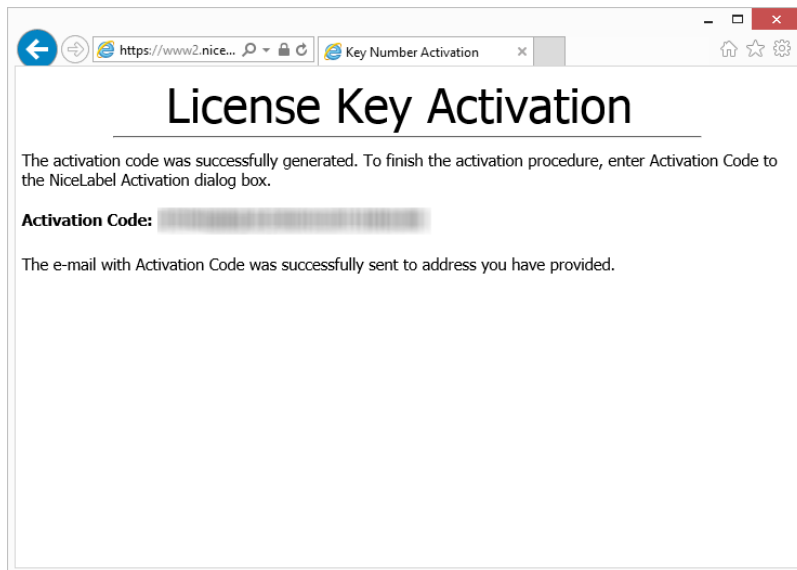 https://www2.nice...
Key Number Activation
License Key Activation
The activation code was successfully generated. To finish the activation procedure, enter Activation Code to
the NiceLabel Activation dialog box.
Activation Code:
The e-mail with Activation Code was successfully sent to address you have provided.